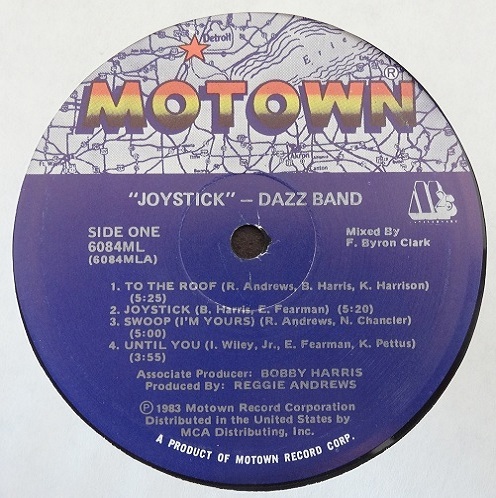 Detroit
Erie
MOTOWN®
Akron
Canton
"JOYSTICK" — DAZZ BAND
SIDE ONE
6084ML
(6084MLA)
Mixed By
F. Byron Clark
1. TO THE ROOF (R. Andrews, B. Harris, K. Harrison)
(5:25)
2. JOYSTICK (B. Harris, E. Fearman) (5:20)
3. SWOOP (I'M YOURS) (R. Andrews, N. Chancler)
(5:00)
4. UNTIL YOU (I. Wiley, Jr., E. Fearman, K. Pettus)
(3:55)
Associate Producer: BOBBY HARRIS
Produced By: REGGIE ANDREWS
Ⓟ 1983 Motown Record Corporation
Distributed in the United States by
MCA Distributing, Inc.
A PRODUCT OF MOTOWN RECORD CORP.